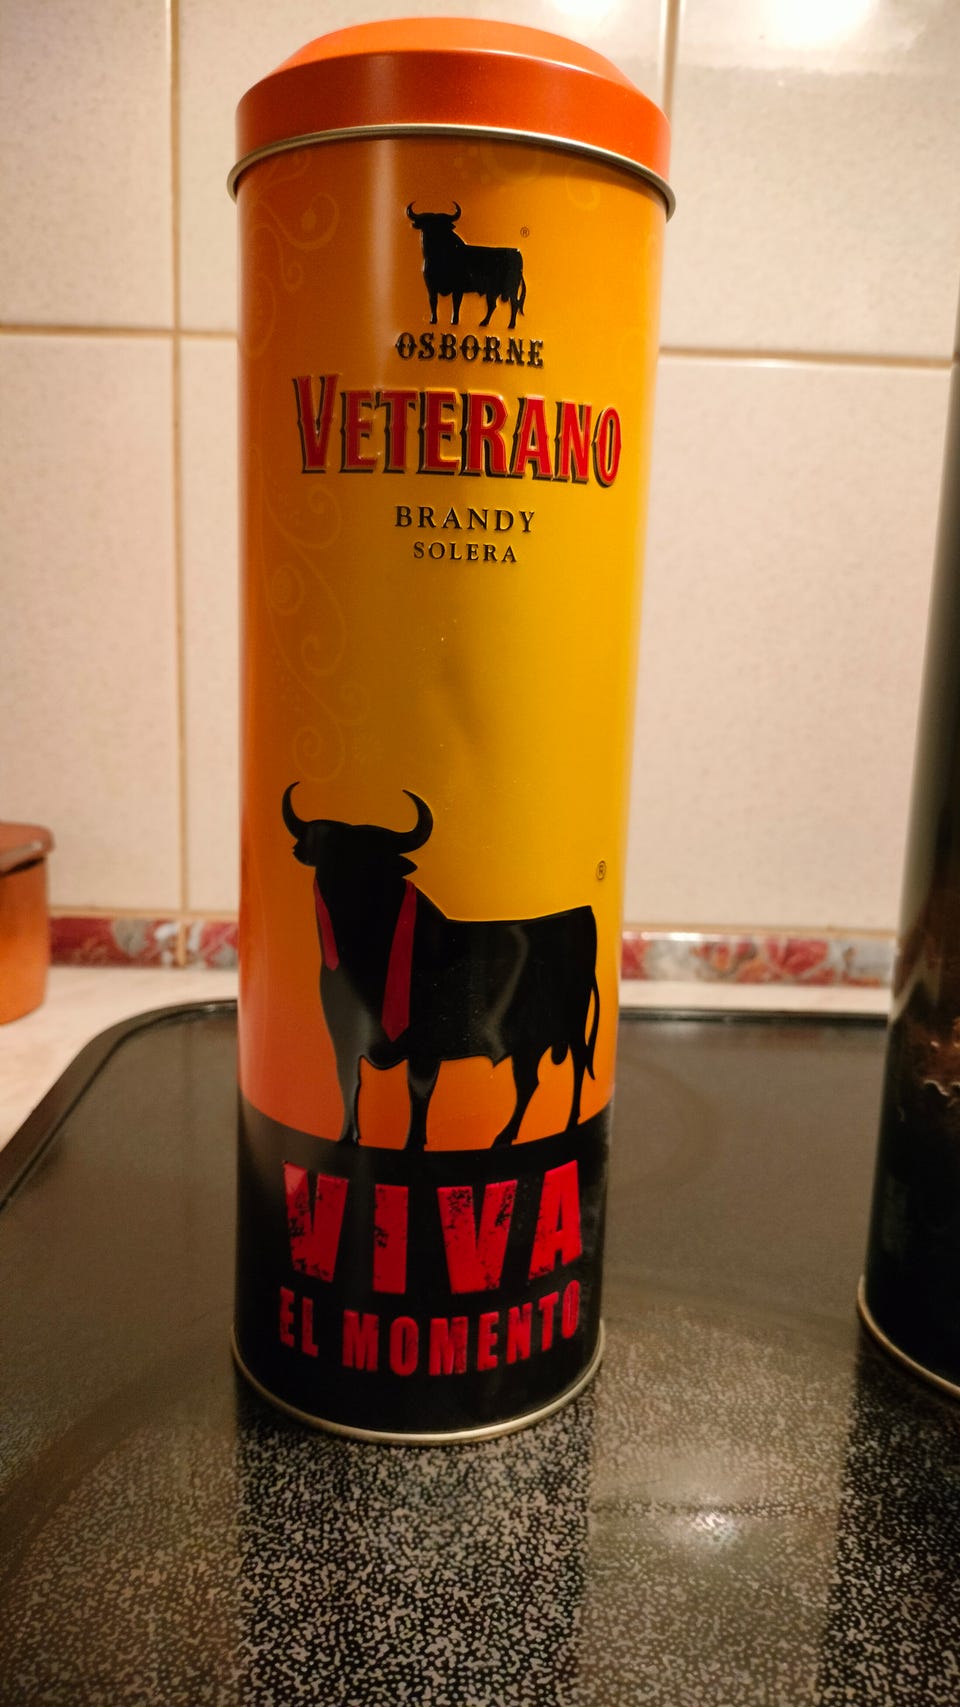 ®
OSBORNE
VETERANO
BRANDY
SOLERA
®
VIVA
EL MOMENTO